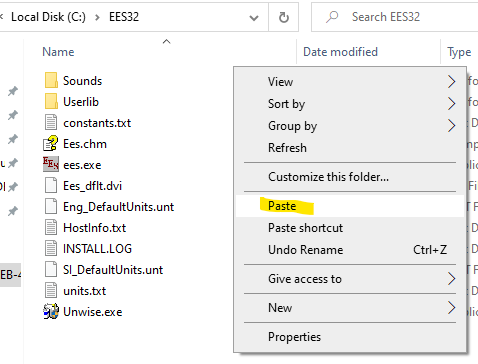 Local Disk (C:) > EES32
Search EES32
Name
Date modified
Sounds
Userlib
constants.txt
Ees.chm
ees.exe
Ees_dflt.dvi
Eng_DefaultUnits.unt
HostInfo.txt
INSTALL.LOG
SI_DefaultUnits.unt
units.txt
Unwise.exe
EB-4
View
Sort by
Group by
Refresh
Customize this folder...
Paste
Paste shortcut
Undo Rename Ctrl+Z
Give access to
New
Properties